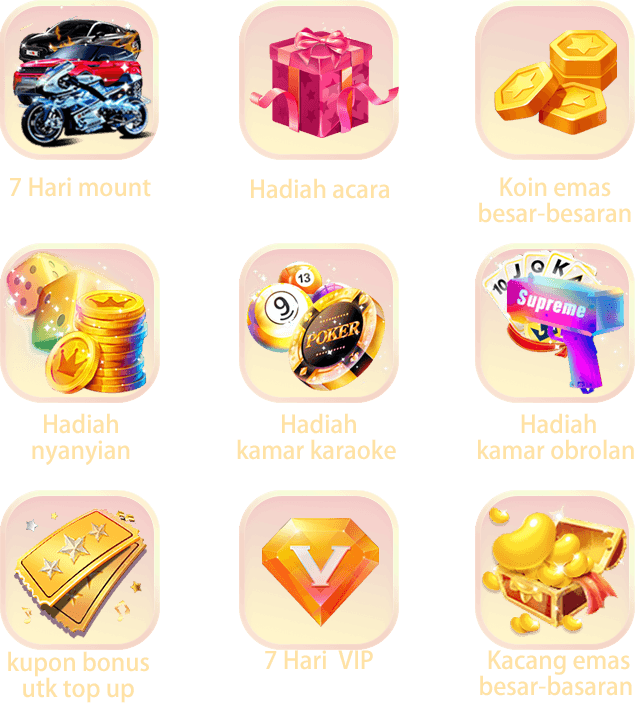 7 Hari mount
Hadiah acara
Koin emas
besar-besaran
9
13
POKER
10 J Q K A
Supreme
Hadiah
nyanyian
Hadiah
kamar karaoke
Hadiah
kamar obrolan
V
kupon bonus
utk top up
7 Hari VIP
Kacang emas
besar-basaran